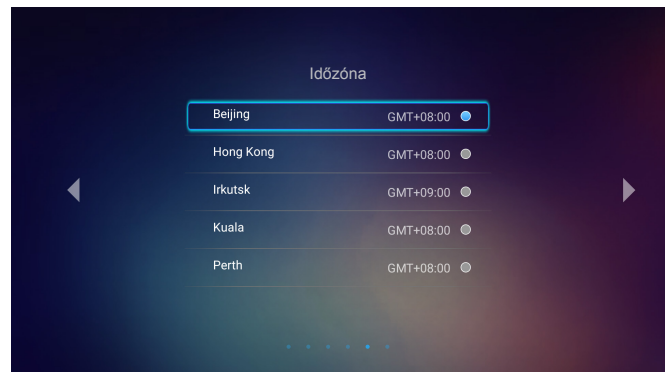 Időzóna
Beijing GMT+08:00
Hong Kong GMT+08:00
Irkutsk GMT+09:00
Kuala GMT+08:00
Perth GMT+08:00